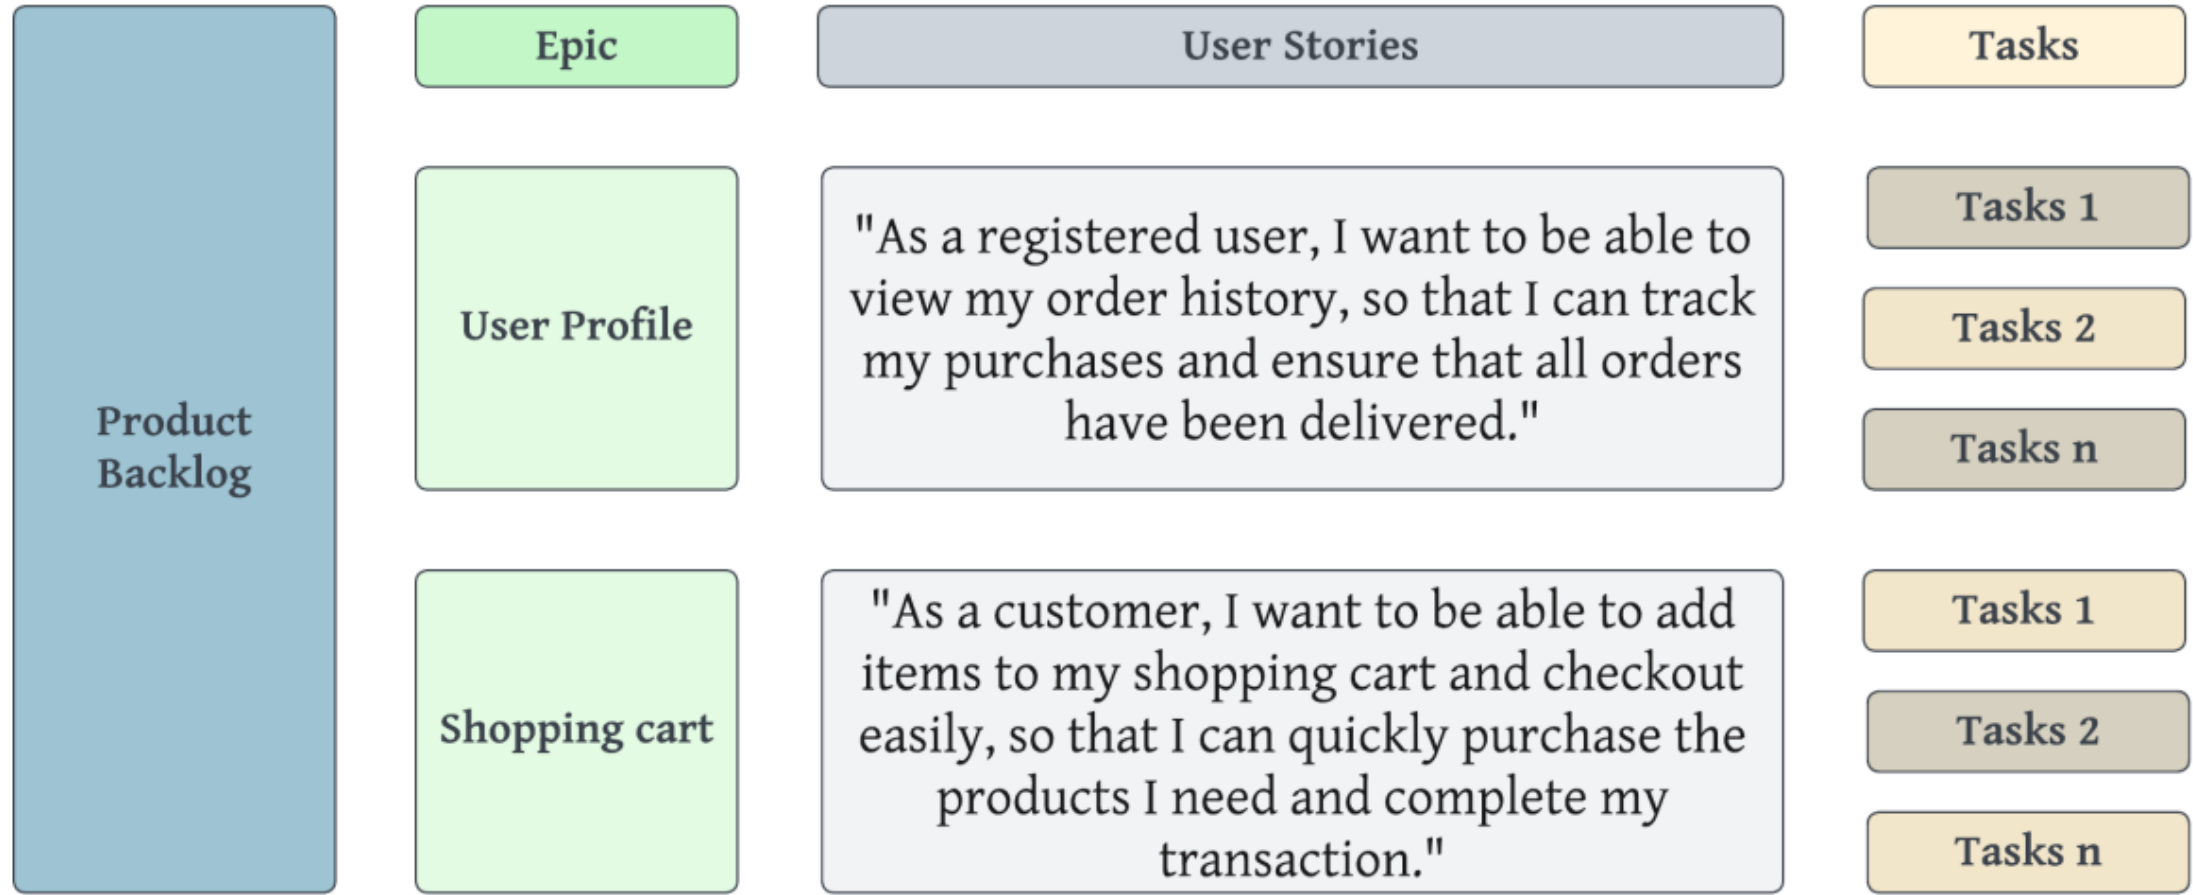 Product
Backlog
Epic
User Stories
Tasks
User Profile
"As a registered user, I want to be able to
view my order history, so that I can track
my purchases and ensure that all orders
have been delivered."
Tasks 1
Tasks 2
Tasks n
Shopping cart
"As a customer, I want to be able to add
items to my shopping cart and checkout
easily, so that I can quickly purchase the
products I need and complete my
transaction."
Tasks 1
Tasks 2
Tasks n